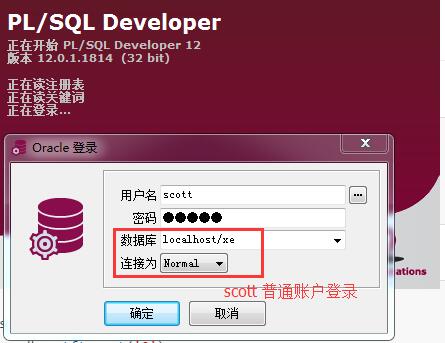 PL/SQL Developer
正在开始 PL/SQL Developer 12
版本 12.0.1.1814 (32 bit)
正在读注册表
正在读关键词
正在登录...
Oracle 登录
用户名 scott
密码 ●●●●●
数据库 localhost/xe
连接为 Normal
scott 普通账户登录
确定 取消
ations